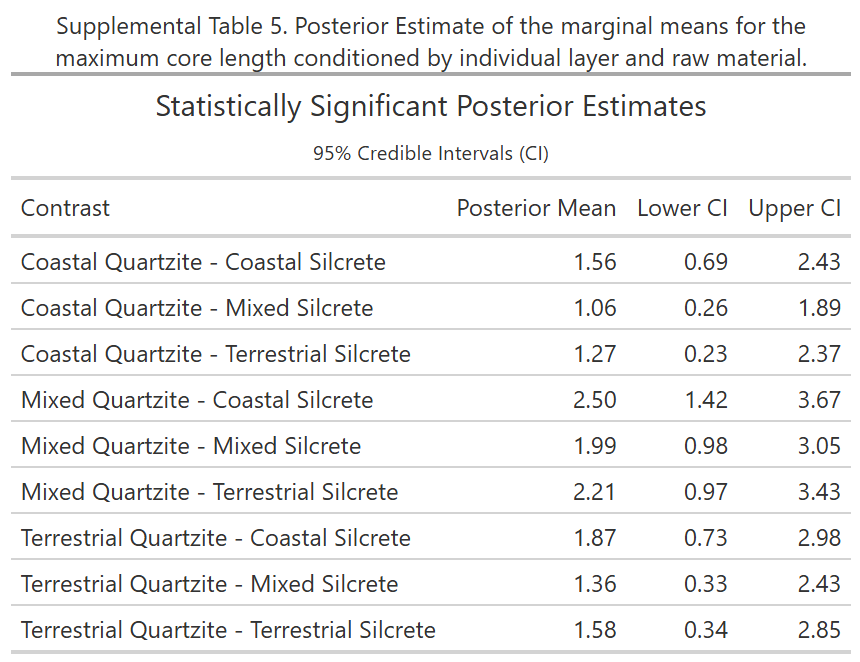 Supplemental Table 5. Posterior Estimate of the marginal means for the
maximum core length conditioned by individual layer and raw material.
Statistically Significant Posterior Estimates
95% Credible Intervals (CI)
Contrast Posterior Mean Lower CI Upper CI
Coastal Quartzite - Coastal Silcrete 1.56 0.69 2.43
Coastal Quartzite - Mixed Silcrete 1.06 0.26 1.89
Coastal Quartzite - Terrestrial Silcrete 1.27 0.23 2.37
Mixed Quartzite - Coastal Silcrete 2.50 1.42 3.67
Mixed Quartzite - Mixed Silcrete 1.99 0.98 3.05
Mixed Quartzite - Terrestrial Silcrete 2.21 0.97 3.43
Terrestrial Quartzite - Coastal Silcrete 1.87 0.73 2.98
Terrestrial Quartzite - Mixed Silcrete 1.36 0.33 2.43
Terrestrial Quartzite - Terrestrial Silcrete 1.58 0.34 2.85